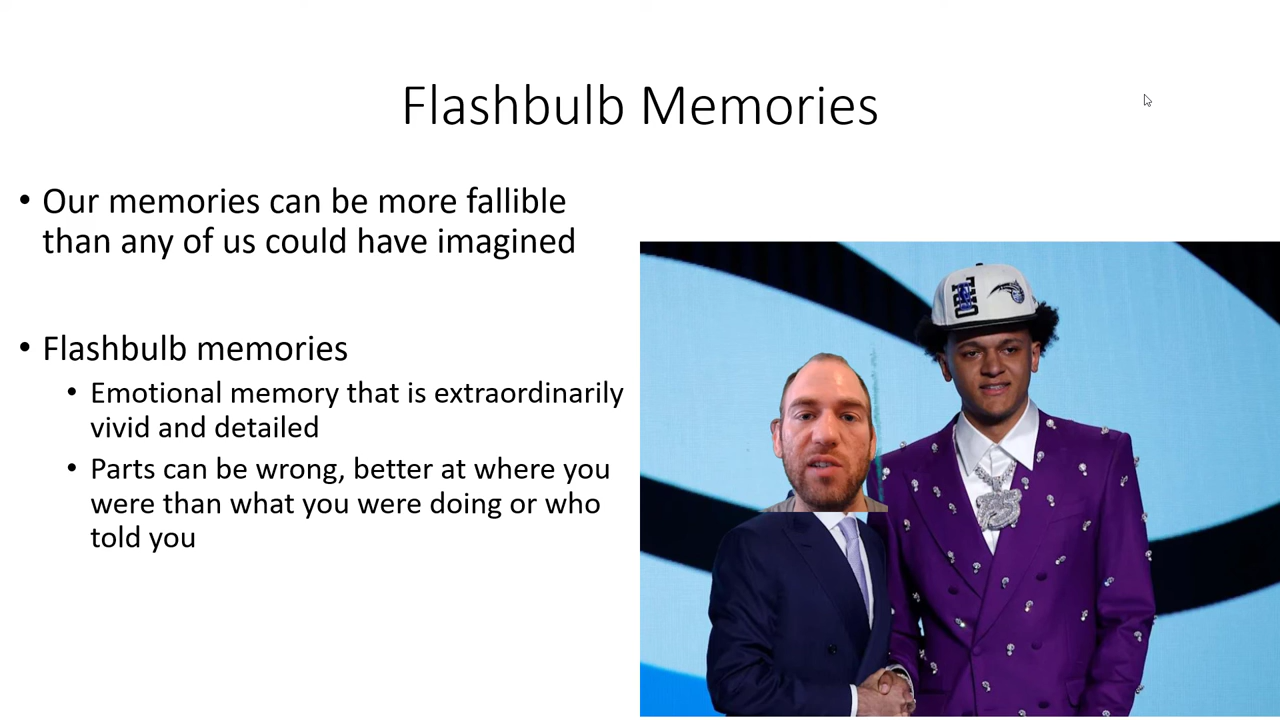 Flashbulb Memories
• Our memories can be more fallible
than any of us could have imagined
• Flashbulb memories
• Emotional memory that is extraordinarily
vivid and detailed
• Parts can be wrong, better at where you
were than what you were doing or who
told you